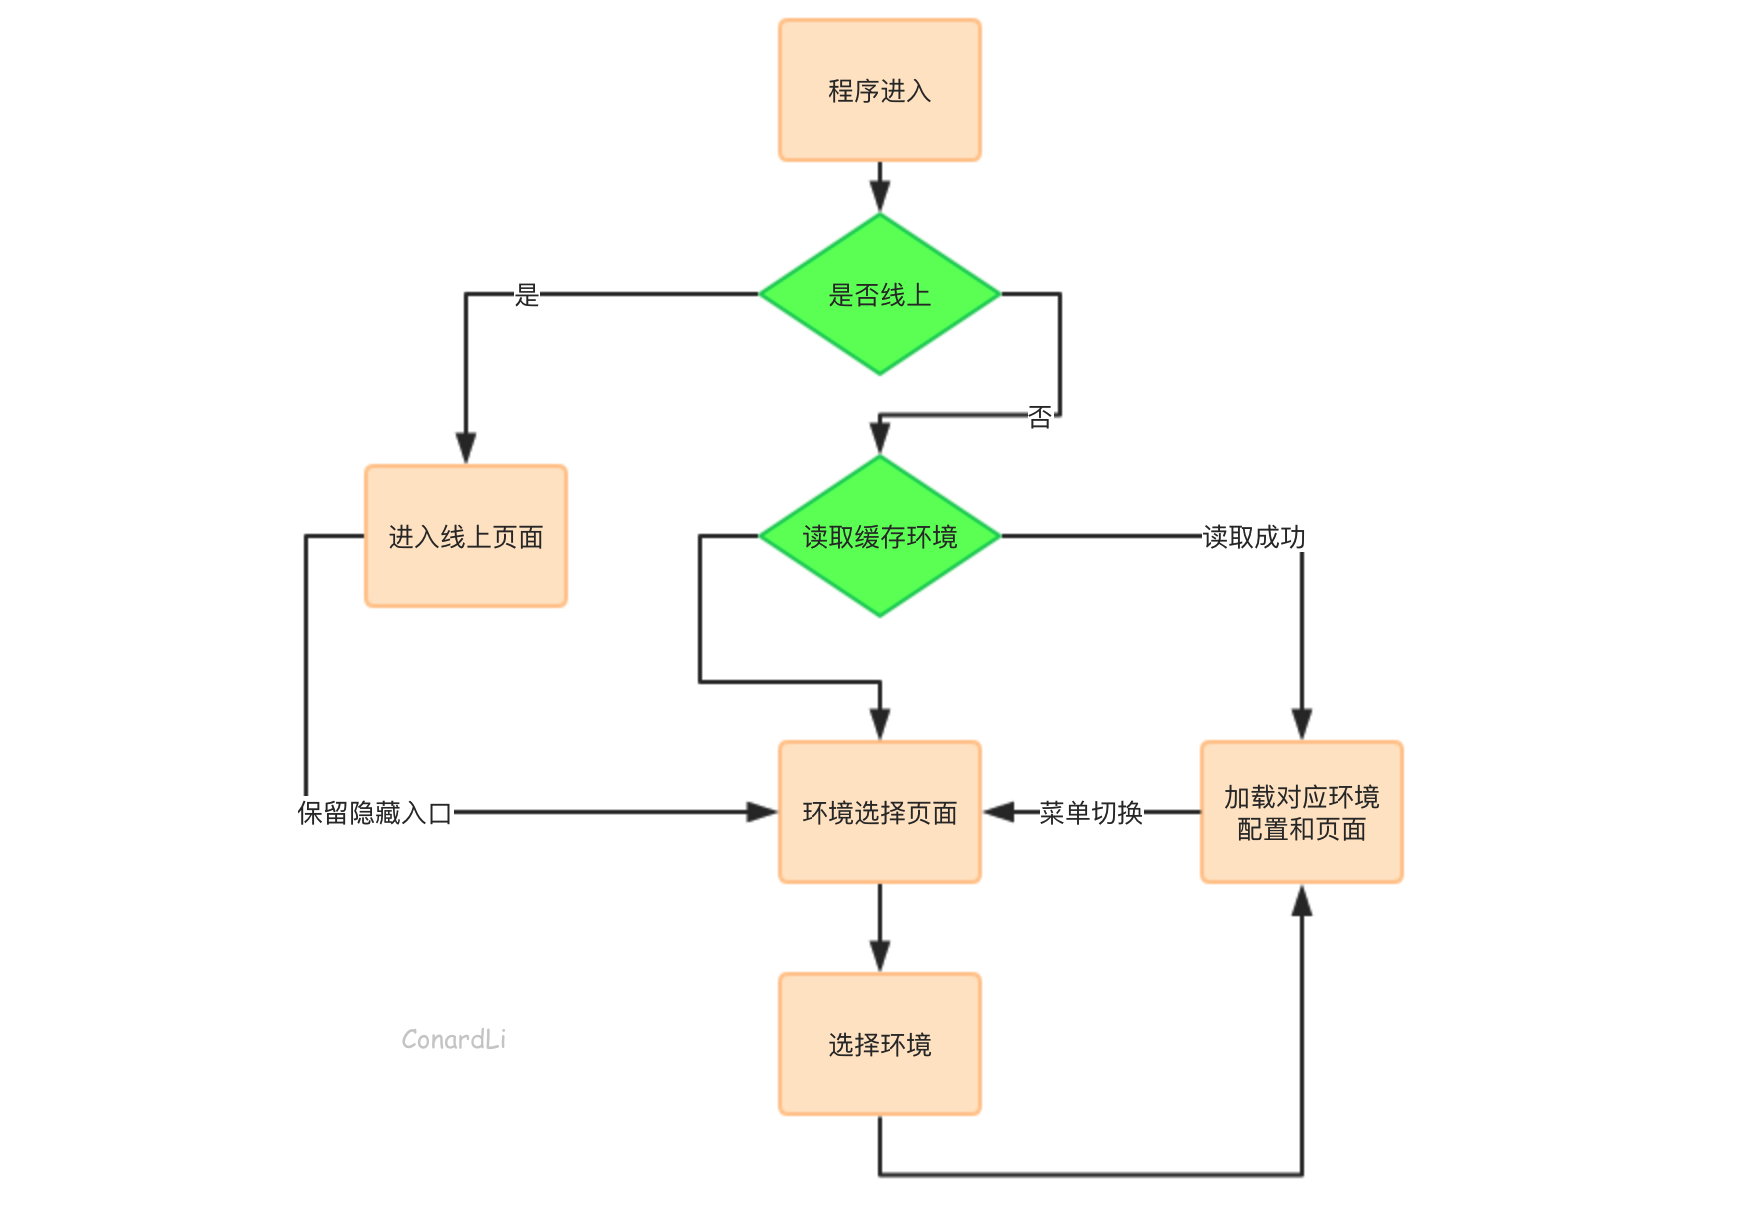 程序进入
是否线上
是
否
进入线上页面
读取缓存环境
读取成功
保留隐藏入口
环境选择页面
菜单切换
加载对应环境
配置和页面
选择环境
ConardLi